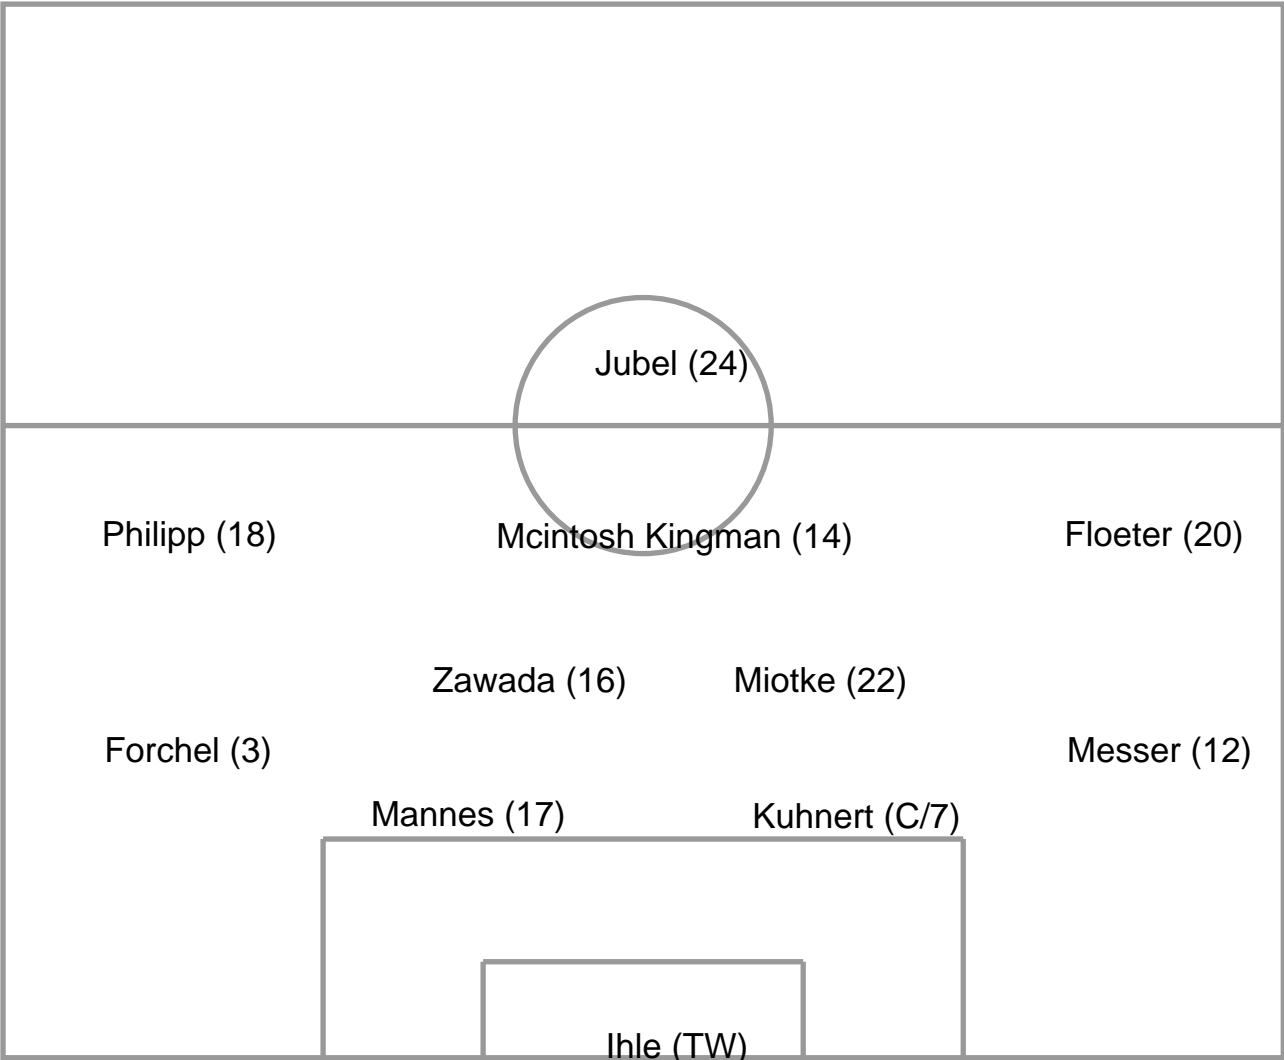 Jubel (24)
Philipp (18)
Mcintosh Kingman (14)
Floeter (20)
Zawada (16)
Miotke (22)
Forchel (3)
Messer (12)
Mannes (17)
Kuhnert (C/7)
Ihle (TW)